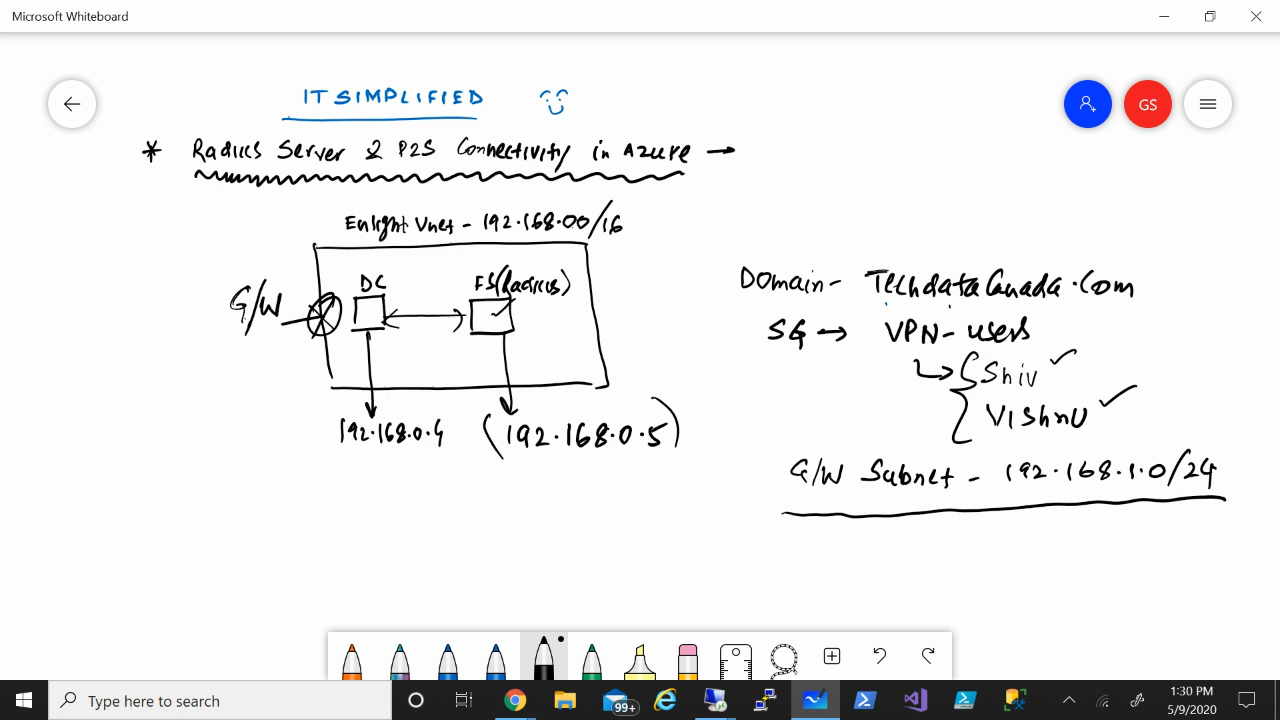 Microsoft Whiteboard
IT SIMPLIFIED
GS
* Radius Server & P2S Connectivity in Azure →
Enlight Vnet - 192.168.00/16
G/W
DC
FS(Radius)
192.168.0.4
(192.168.0.5)
Domain - TechdataCanada.com
SG → VPN-users
Shiv ✓
VIShnU ✓
G/W Subnet - 192.168.1.0/24
Type here to search
99+
1:30 PM
5/9/2020